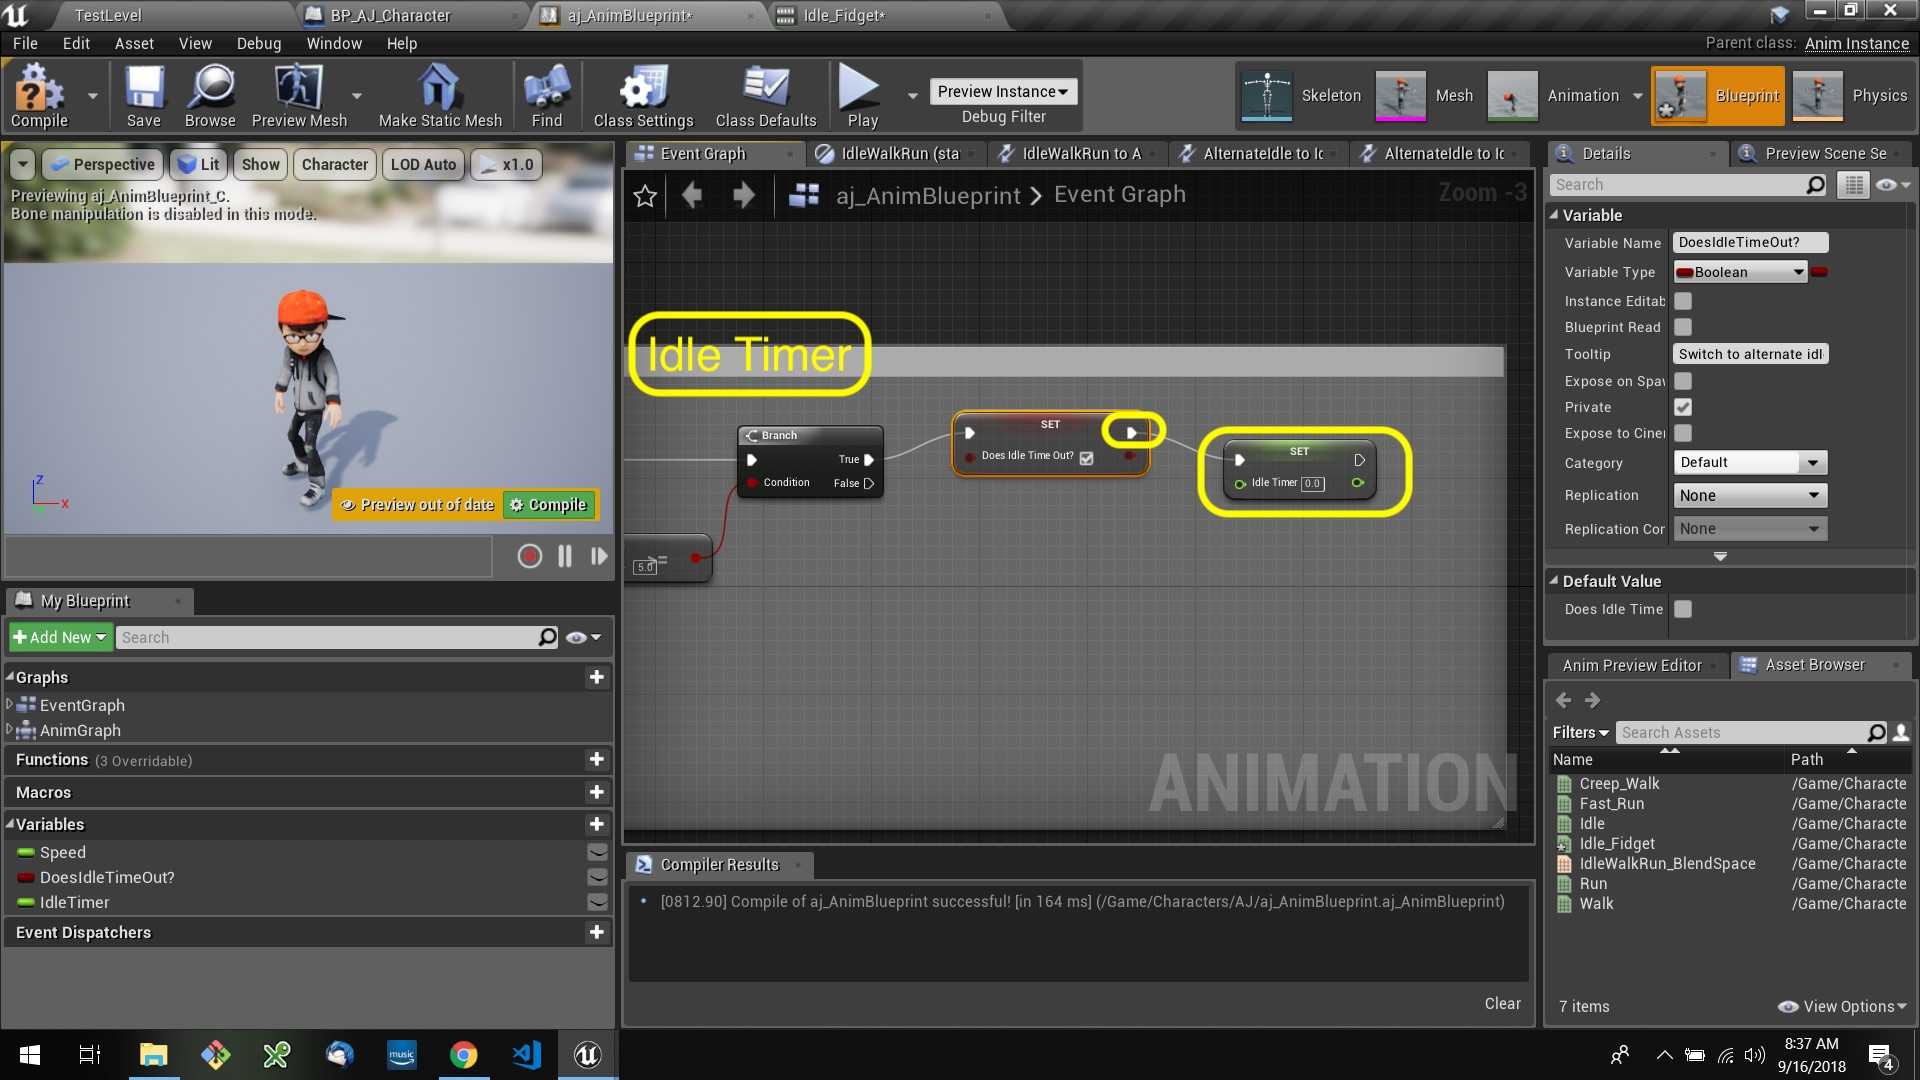 TestLevel
BP_AJ_Character
aj_AnimBlueprint*
Idle_Fidget*
File Edit Asset View Debug Window Help
Parent class: Anim Instance
Compile
Save
Browse
Preview Mesh
Make Static Mesh
Find
Class Settings
Class Defaults
Play
Preview Instance
Debug Filter
Skeleton
Mesh
Animation
Blueprint
Physics
Perspective
Lit
Show
Character
LOD Auto
x1.0
Previewing aj_AnimBlueprint_C.
Bone manipulation is disabled in this mode.
Z
X
Preview out of date
Compile
Event Graph
IdleWalkRun (sta
IdleWalkRun to A
AlternateIdle to Ic
AlternateIdle to Ic
aj_AnimBlueprint > Event Graph
Zoom -3
Idle Timer
Branch
True
Condition
False
5.0
>=
SET
Does Idle Time Out?
SET
Idle Timer 0.0
ANIMATION
My Blueprint
+ Add New
Search
Graphs
EventGraph
AnimGraph
Functions (3 Overridable)
Macros
Variables
Speed
DoesIdleTimeOut?
IdleTimer
Event Dispatchers
Compiler Results
[0812.90] Compile of aj_AnimBlueprint successful! [in 164 ms] (/Game/Characters/AJ/aj_AnimBlueprint.aj_AnimBlueprint)
Clear
Details
Preview Scene Se
Search
Variable
Variable Name DoesIdleTimeOut?
Variable Type Boolean
Instance Editab
Blueprint Read
Tooltip Switch to alternate idl
Expose on Spav
Private
Expose to Ciner
Category Default
Replication None
Replication Cor None
Default Value
Does Idle Time
Anim Preview Editor
Asset Browser
Filters
Search Assets
Name Path
Creep_Walk /Game/Characte
Fast_Run /Game/Characte
Idle /Game/Characte
Idle_Fidget /Game/Characte
IdleWalkRun_BlendSpace /Game/Characte
Run /Game/Characte
Walk /Game/Characte
7 items
View Options
music
8:37 AM
9/16/2018
4